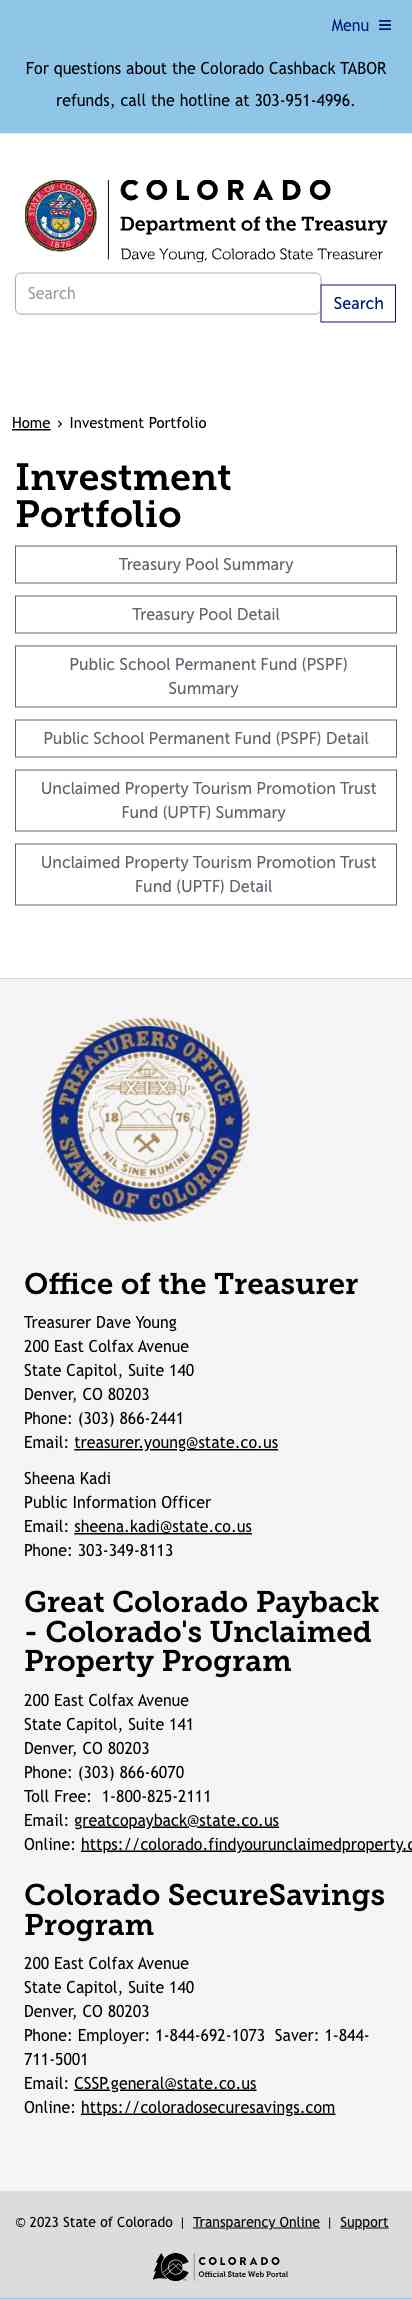 Menu ≡
For questions about the Colorado Cashback TABOR
refunds, call the hotline at 303-951-4996.
STATE OF COLORADO
1876
COLORADO
Department of the Treasury
Dave Young, Colorado State Treasurer
Search
Search
Home › Investment Portfolio
Investment
Portfolio
Treasury Pool Summary
Treasury Pool Detail
Public School Permanent Fund (PSPF)
Summary
Public School Permanent Fund (PSPF) Detail
Unclaimed Property Tourism Promotion Trust
Fund (UPTF) Summary
Unclaimed Property Tourism Promotion Trust
Fund (UPTF) Detail
TREASURERS OFFICE
18 76
NIL SINE NUMINE
STATE OF COLORADO
Office of the Treasurer
Treasurer Dave Young
200 East Colfax Avenue
State Capitol, Suite 140
Denver, CO 80203
Phone: (303) 866-2441
Email: treasurer.young@state.co.us
Sheena Kadi
Public Information Officer
Email: sheena.kadi@state.co.us
Phone: 303-349-8113
Great Colorado Payback
- Colorado's Unclaimed
Property Program
200 East Colfax Avenue
State Capitol, Suite 141
Denver, CO 80203
Phone: (303) 866-6070
Toll Free:  1-800-825-2111
Email: greatcopayback@state.co.us
Online: https://colorado.findyourunclaimedproperty.c
Colorado SecureSavings
Program
200 East Colfax Avenue
State Capitol, Suite 140
Denver, CO 80203
Phone: Employer: 1-844-692-1073  Saver: 1-844-
711-5001
Email: CSSP.general@state.co.us
Online: https://coloradosecuresavings.com
© 2023 State of Colorado | Transparency Online | Support
COLORADO
Official State Web Portal